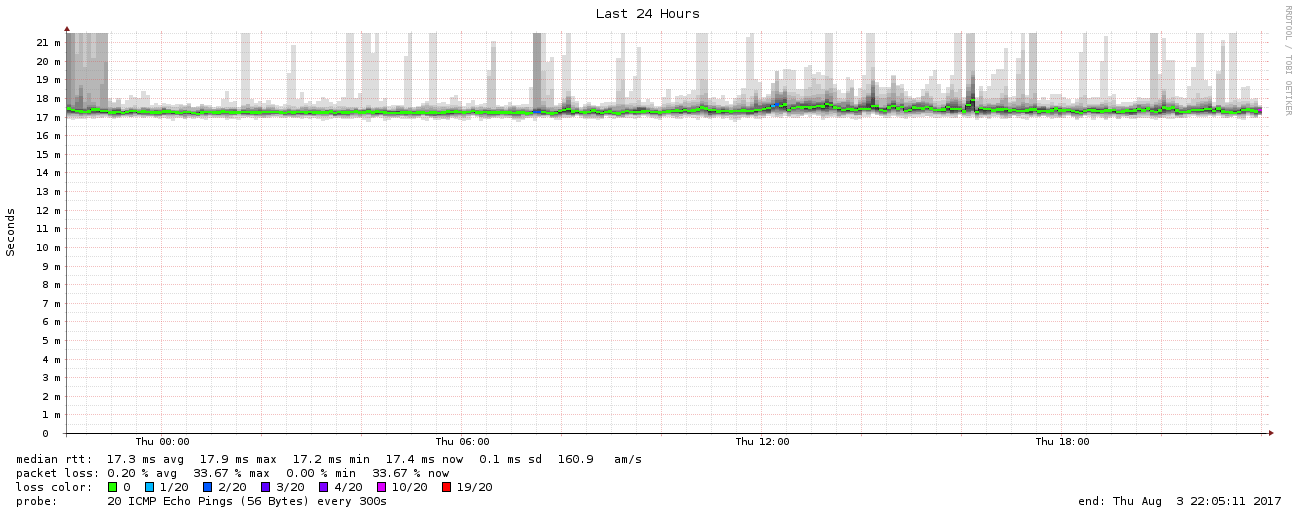 Last 24 Hours
RRDTOOL / TOBI OETIKER
Seconds
21 m
20 m
19 m
18 m
17 m
16 m
15 m
14 m
13 m
12 m
11 m
10 m
9 m
8 m
7 m
6 m
5 m
4 m
3 m
2 m
1 m
0
Thu 00:00 Thu 06:00 Thu 12:00 Thu 18:00
median rtt: 17.3 ms avg 17.9 ms max 17.2 ms min 17.4 ms now 0.1 ms sd 160.9 am/s
packet loss: 0.20 % avg 33.67 % max 0.00 % min 33.67 % now
loss color: 0 1/20 2/20 3/20 4/20 10/20 19/20
probe: 20 ICMP Echo Pings (56 Bytes) every 300s end: Thu Aug 3 22:05:11 2017